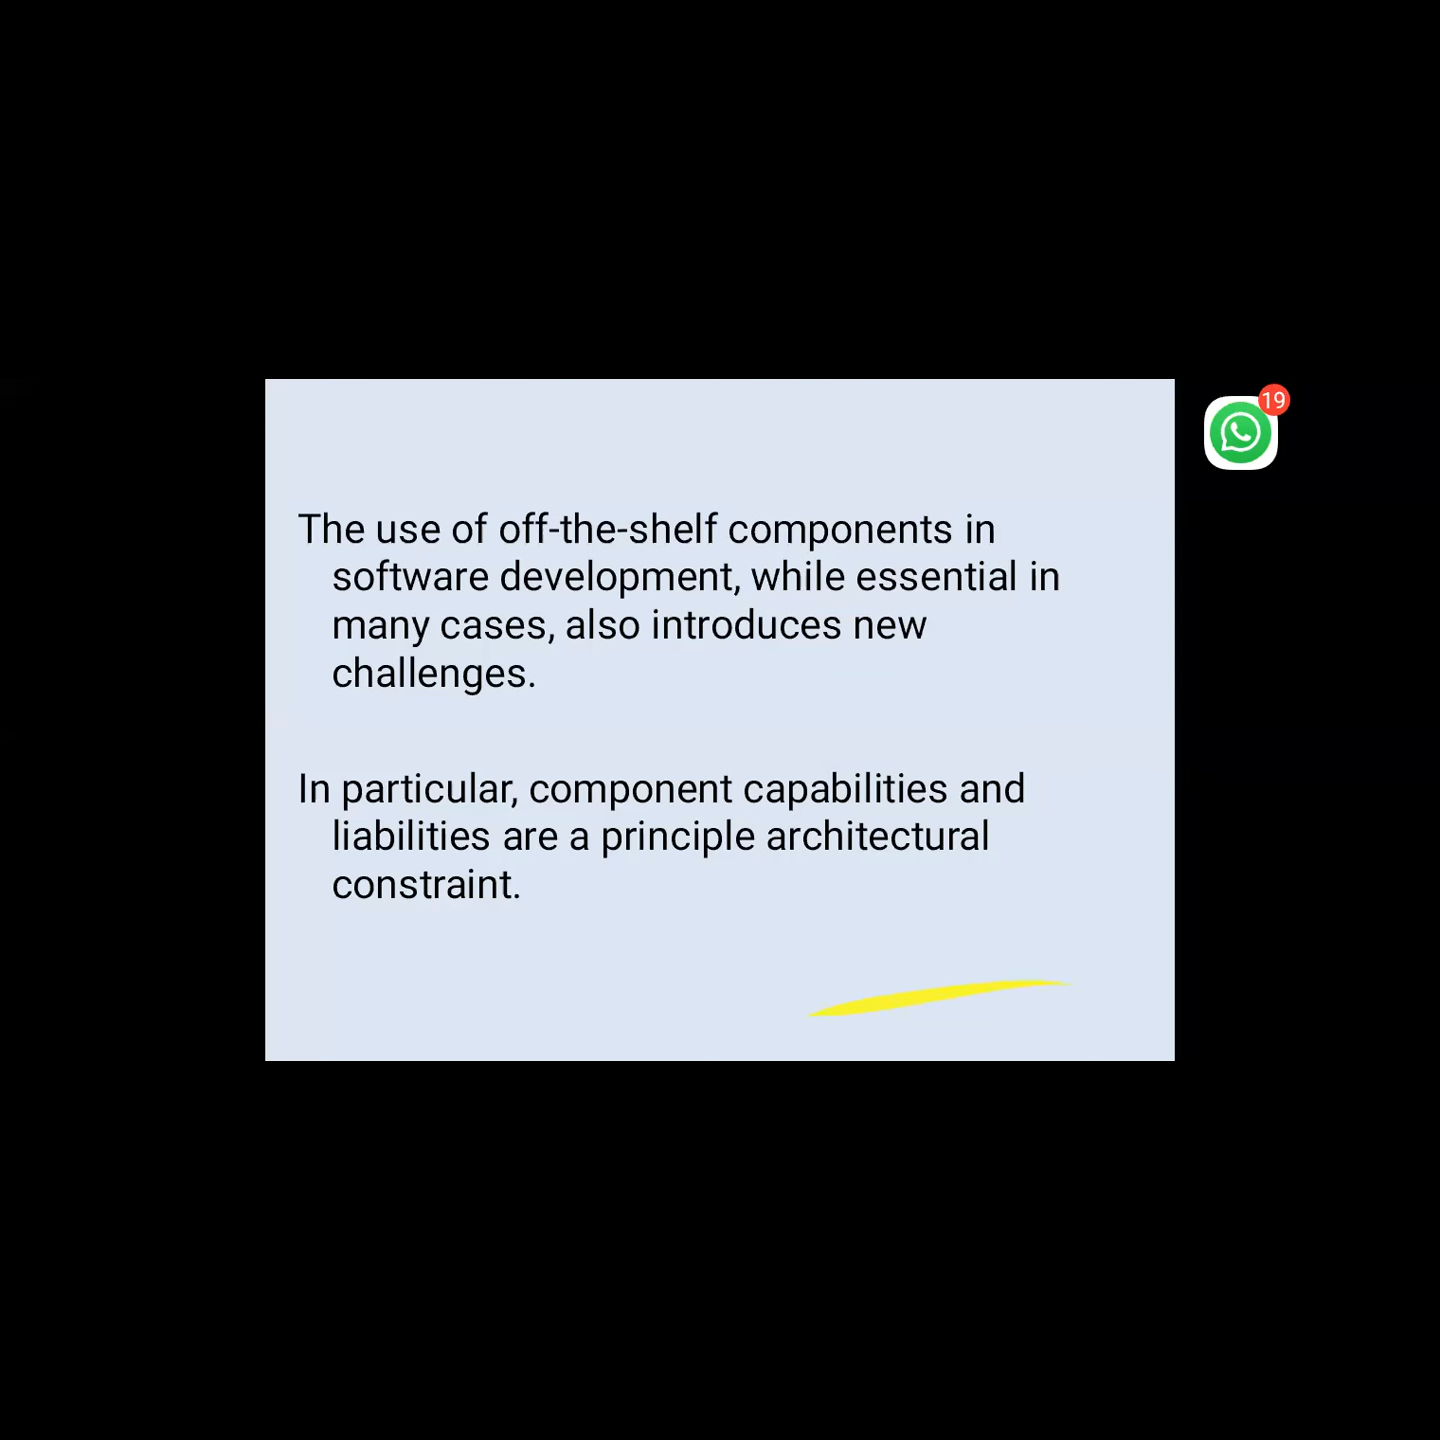 19
The use of off-the-shelf components in
software development, while essential in
many cases, also introduces new
challenges.
In particular, component capabilities and
liabilities are a principle architectural
constraint.